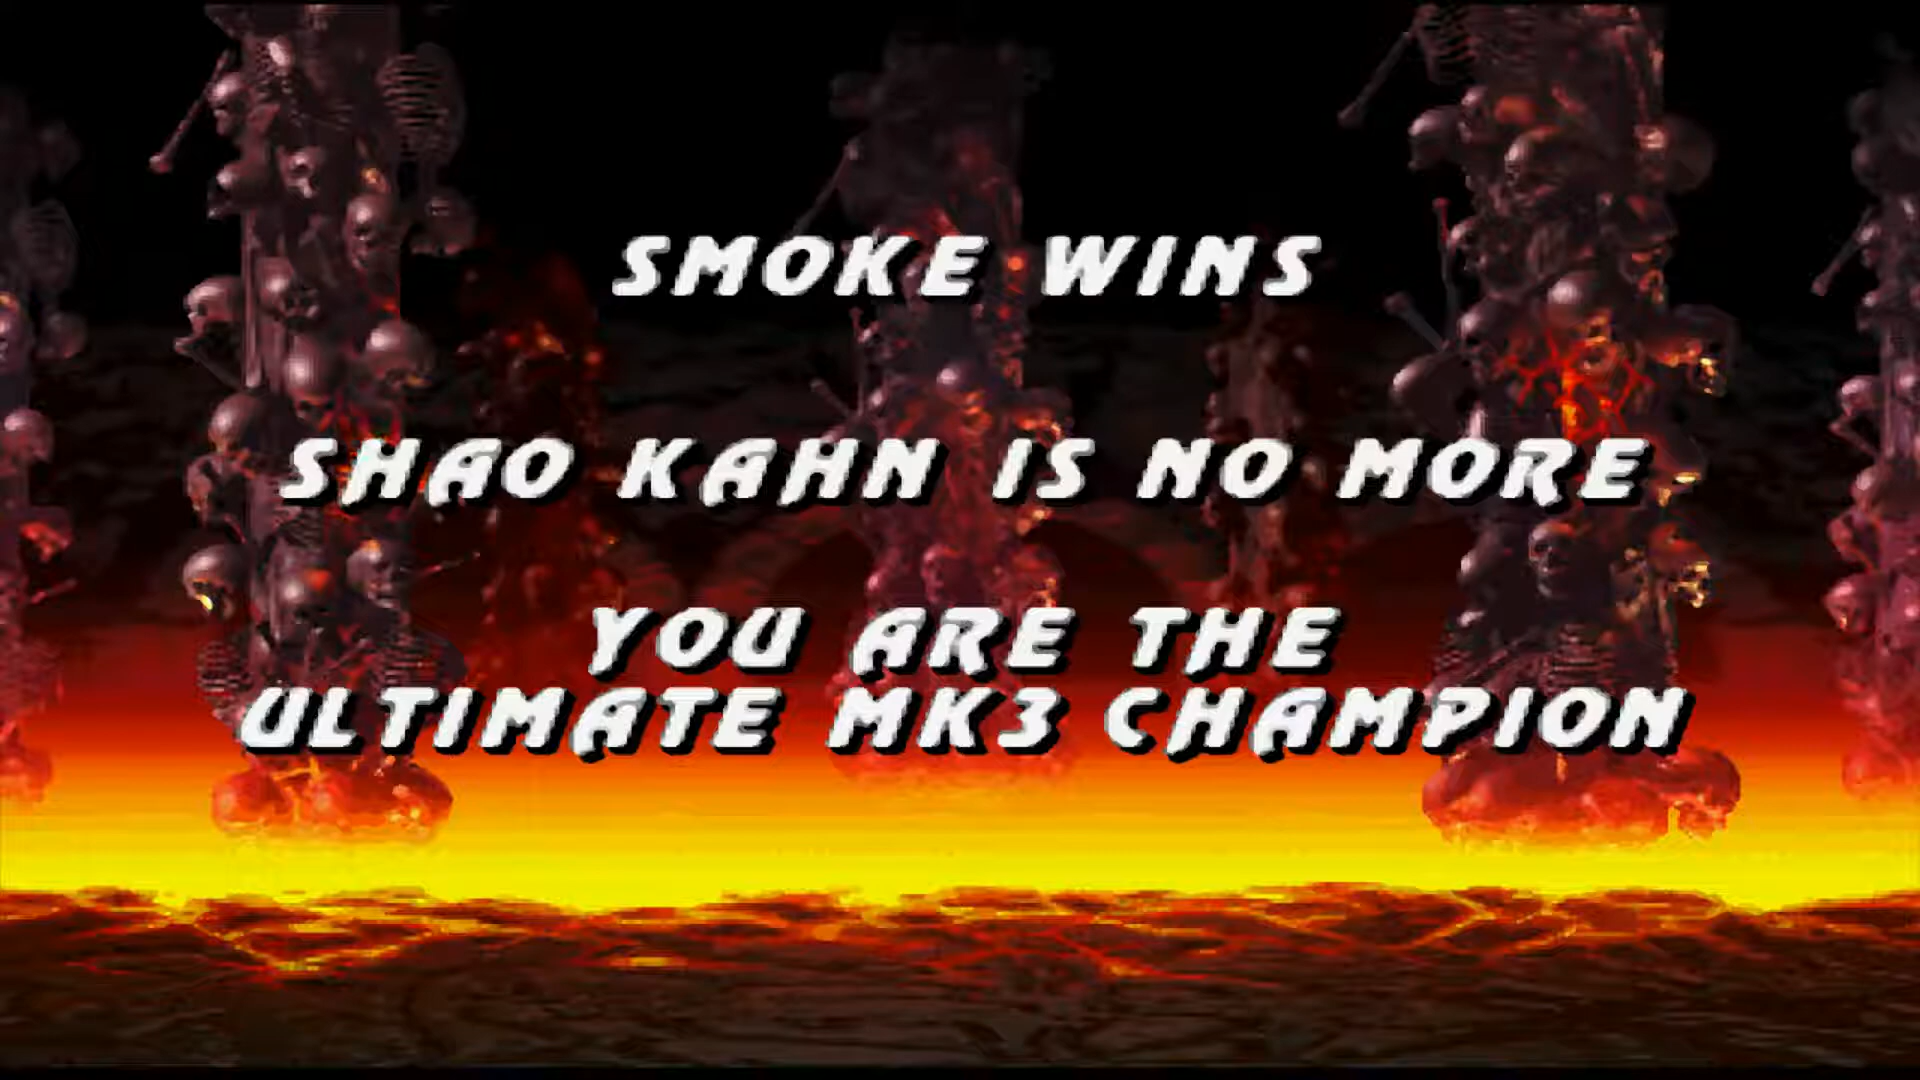 SMOKE WINS
SHAO KAHN IS NO MORE
YOU ARE THE
ULTIMATE MK3 CHAMPION